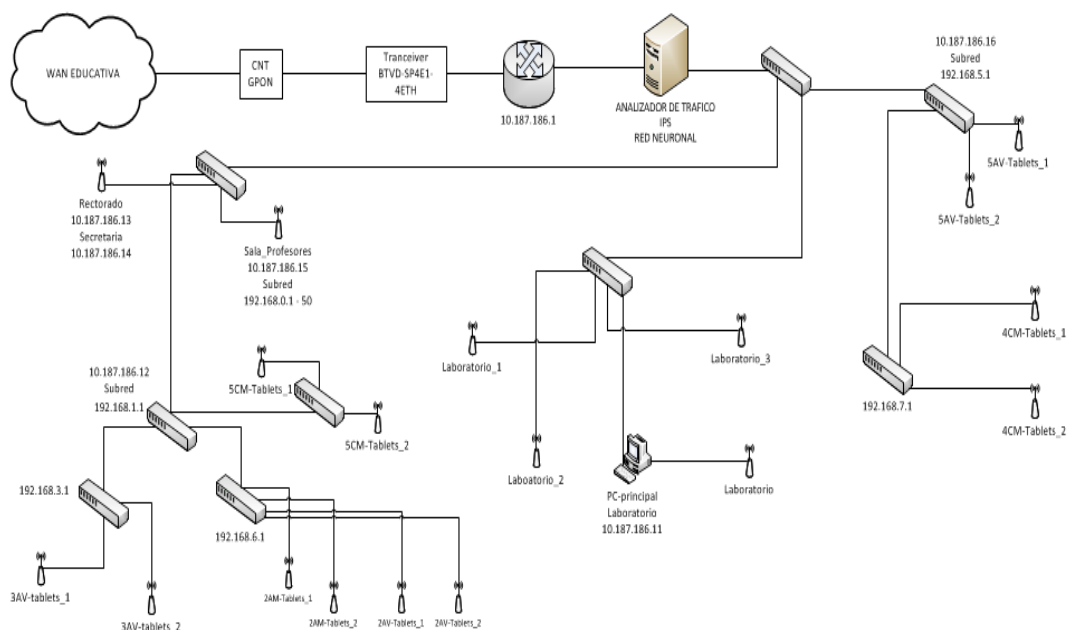 WAN EDUCATIVA
CNT
GPON
Tranceiver
BTVD-SP4E1-
4ETH
10.187.186.1
ANALIZADOR DE TRAFICO
IPS
RED NEURONAL
10.187.186.16
Subred
192.168.5.1
5AV-Tablets_1
5AV-Tablets_2
Rectorado
10.187.186.13
Secretaria
10.187.186.14
Sala_Profesores
10.187.186.15
Subred
192.168.0.1 - 50
Laboratorio_1
Laboratorio_3
4CM-Tablets_1
192.168.7.1
4CM-Tablets_2
10.187.186.12
Subred
192.168.1.1
5CM-Tablets_1
5CM-Tablets_2
Laboatorio_2
PC-principal
Laboratorio
10.187.186.11
Laboratorio
192.168.3.1
192.168.6.1
3AV-tablets_1
3AV-tablets_2
2AM-Tablets_1
2AM-Tablets_2
2AV-Tablets_1
2AV-Tablets_2